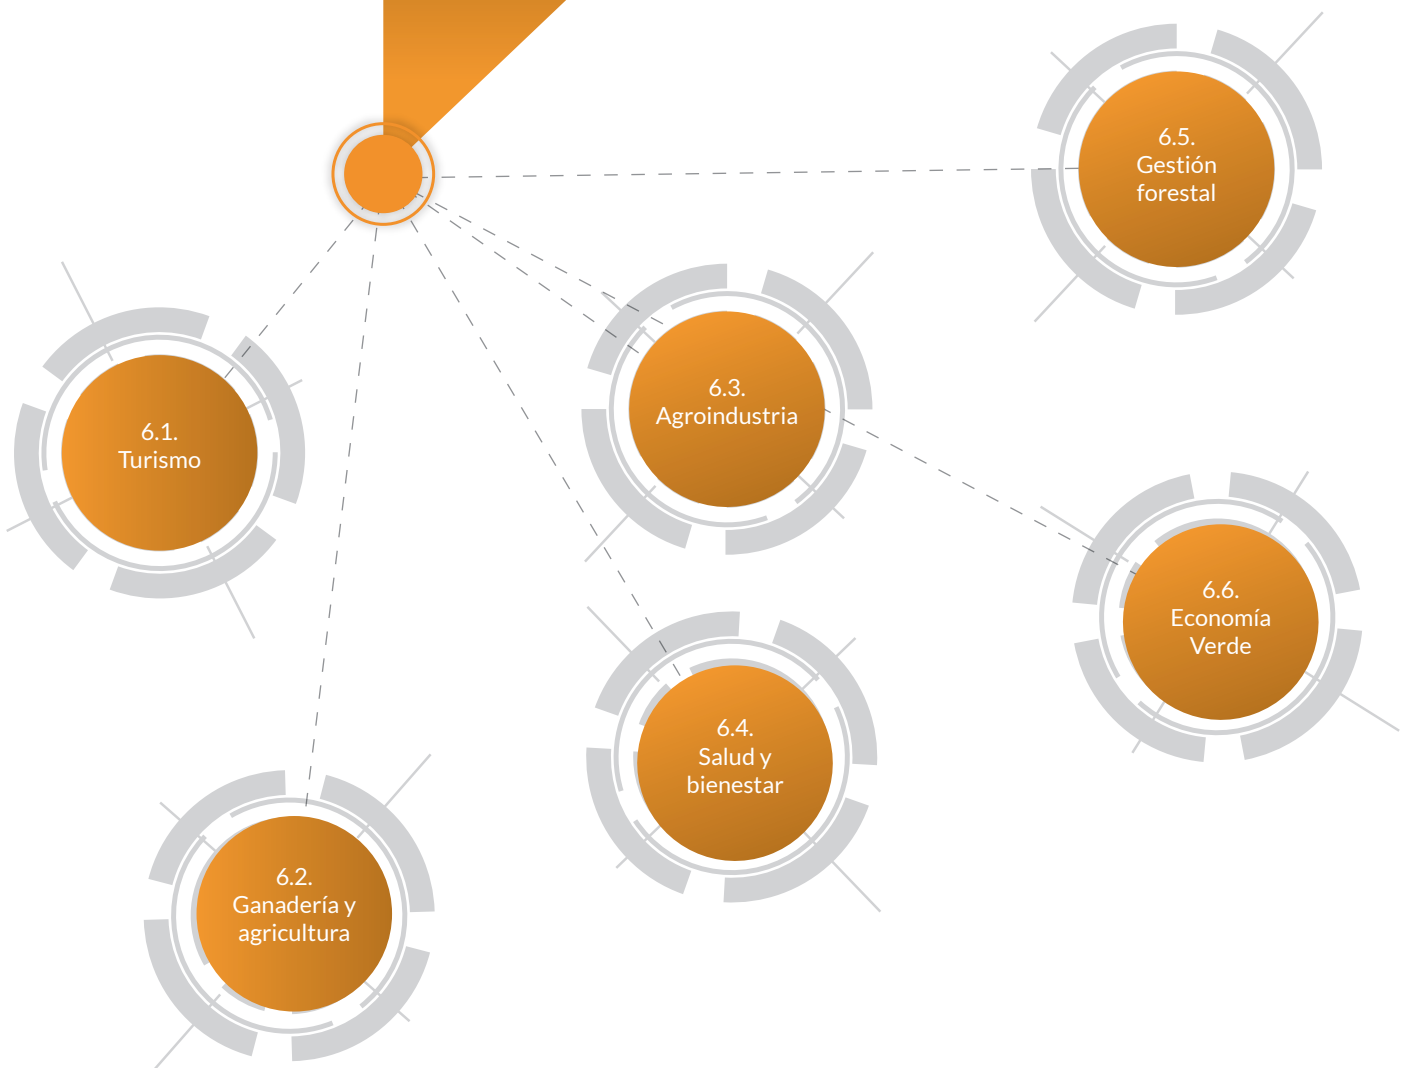 6.1.
Turismo
6.2.
Ganadería y
agricultura
6.3.
Agroindustria
6.4.
Salud y
bienestar
6.5.
Gestión
forestal
6.6.
Economía
Verde